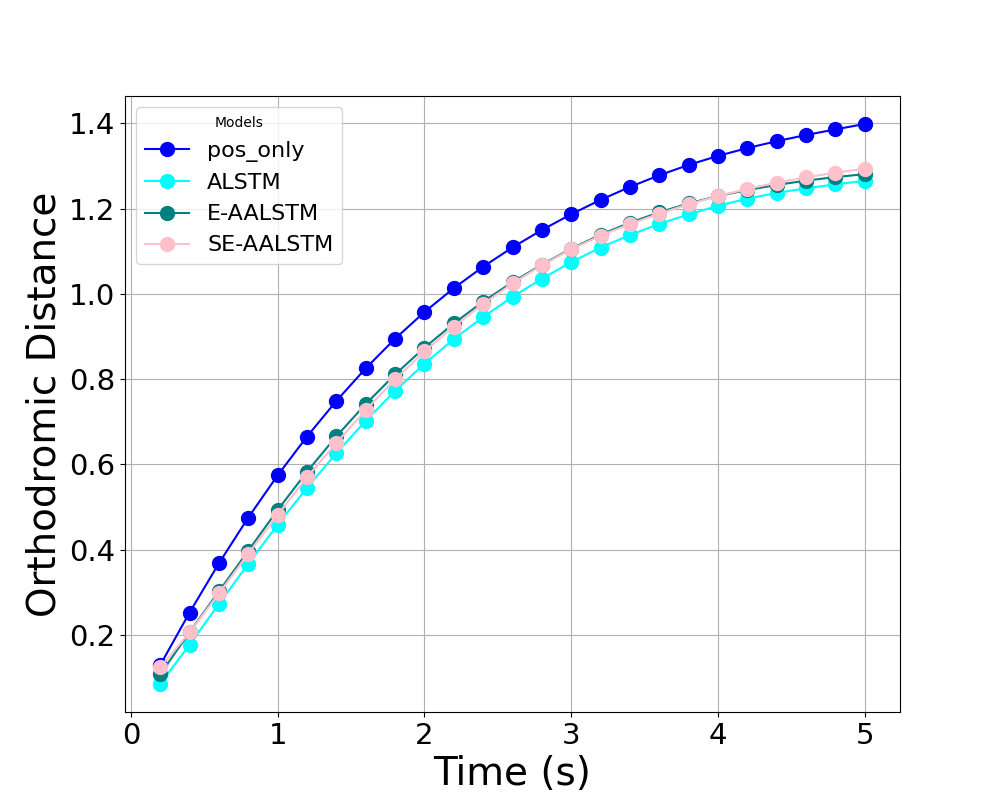 Models
pos_only
ALSTM
E-AALSTM
SE-AALSTM
1.4
1.2
1.0
0.8
0.6
0.4
0.2
Orthodromic Distance
0 1 2 3 4 5
Time (s)